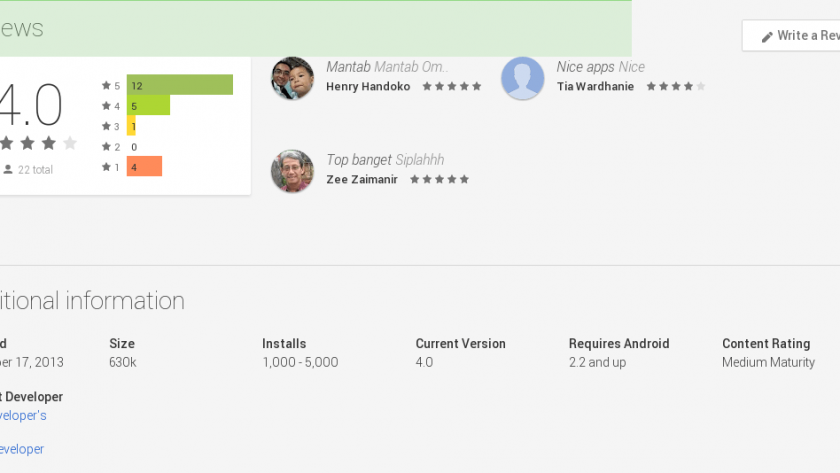 ews
Write a Rev
4.0
22 total
5 12
4 5
3 1
2 0
1 4
Mantab Mantab Om..
Henry Handoko
Nice apps Nice
Tia Wardhanie
Top banget Siplahhh
Zee Zaimanir
itional information
d
er 17, 2013
Size
630k
Installs
1,000 - 5,000
Current Version
4.0
Requires Android
2.2 and up
Content Rating
Medium Maturity
t Developer
veloper's
eveloper